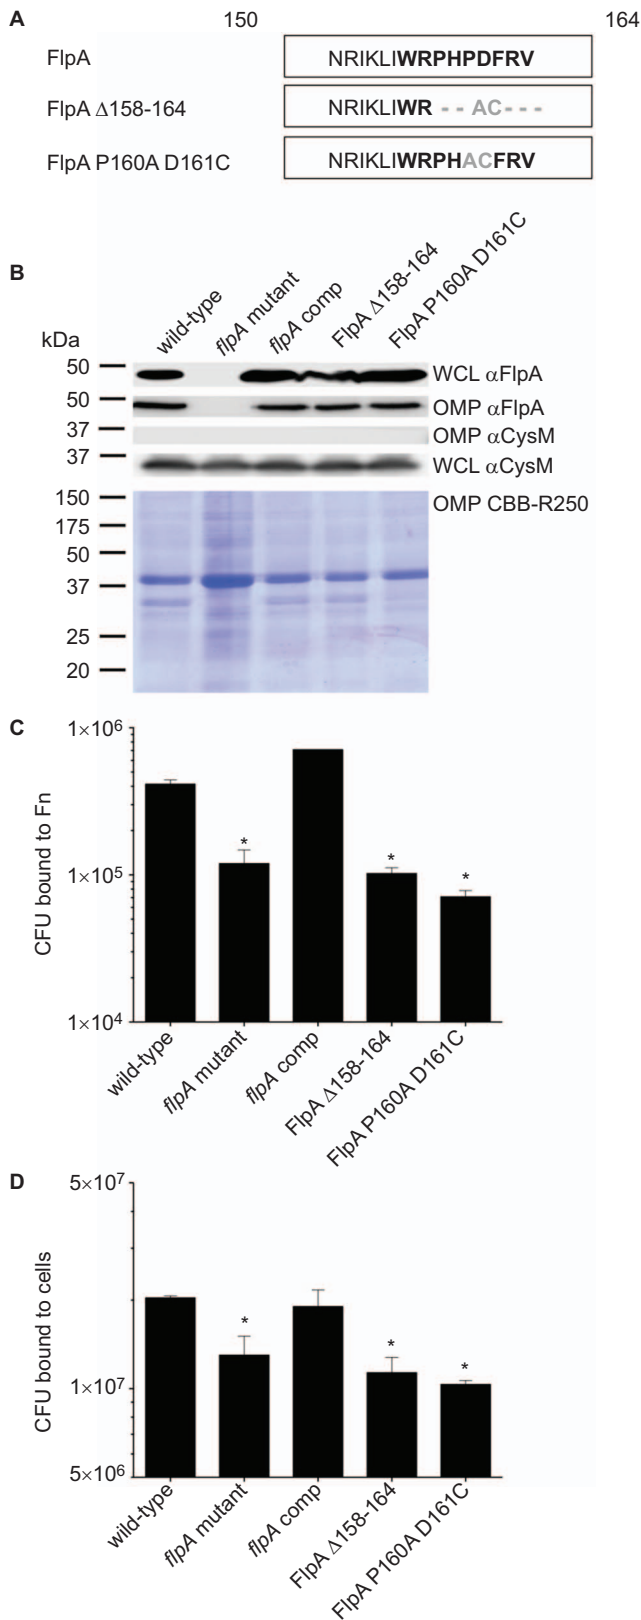 A
150 164
FlpA NRIKLIWRPHPDFRV
FlpA Δ158-164 NRIKLIWR - - AC - - -
FlpA P160A D161C NRIKLIWRPHACFRV
B
wild-type
flpA mutant
flpA comp
FlpA Δ158-164
FlpA P160A D161C
kDa
50 WCL αFlpA
50 OMP αFlpA
37 OMP αCysM
37 WCL αCysM
150 OMP CBB-R250
175
50
37
25
20
C
1×10⁶
1×10⁵
1×10⁴
CFU bound to Fn
* * *
wild-type
flpA mutant
flpA comp
FlpA Δ158-164
FlpA P160A D161C
D
5×10⁷
1×10⁷
5×10⁶
CFU bound to cells
* * *
wild-type
flpA mutant
flpA comp
FlpA Δ158-164
FlpA P160A D161C